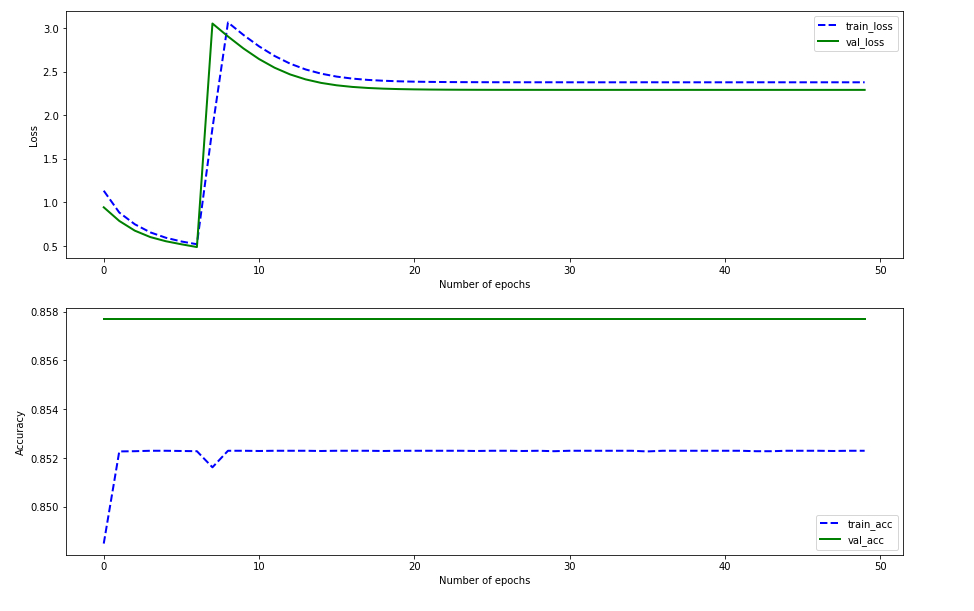 3.0
2.5
2.0
1.5
1.0
0.5
Loss
train_loss
val_loss
0 10 20 30 40 50
Number of epochs
0.858
0.856
0.854
0.852
0.850
Accuracy
train_acc
val_acc
0 10 20 30 40 50
Number of epochs